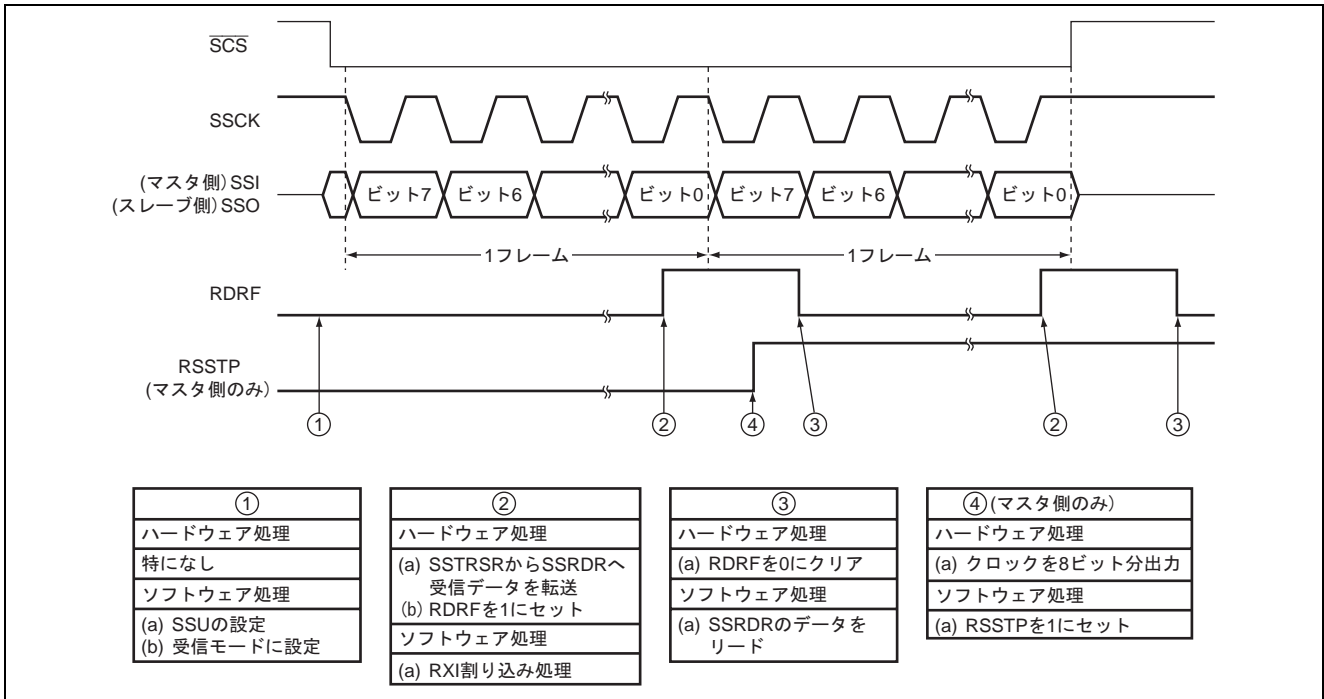 SCS
SSCK
(マスタ側)SSI
(スレーブ側)SSO
ビット7
ビット6
ビット0
ビット7
ビット6
ビット0
1フレーム
1フレーム
RDRF
RSSTP
(マスタ側のみ)
①
②
④
③
②
③
①
ハードウェア処理
特になし
ソフトウェア処理
(a) SSUの設定
(b) 受信モードに設定
②
ハードウェア処理
(a) SSTRSRからSSRDRへ
受信データを転送
(b) RDRFを1にセット
ソフトウェア処理
(a) RXI割り込み処理
③
ハードウェア処理
(a) RDRFを0にクリア
ソフトウェア処理
(a) SSRDRのデータを
リード
④(マスタ側のみ)
ハードウェア処理
(a) クロックを8ビット分出力
ソフトウェア処理
(a) RSSTPを1にセット